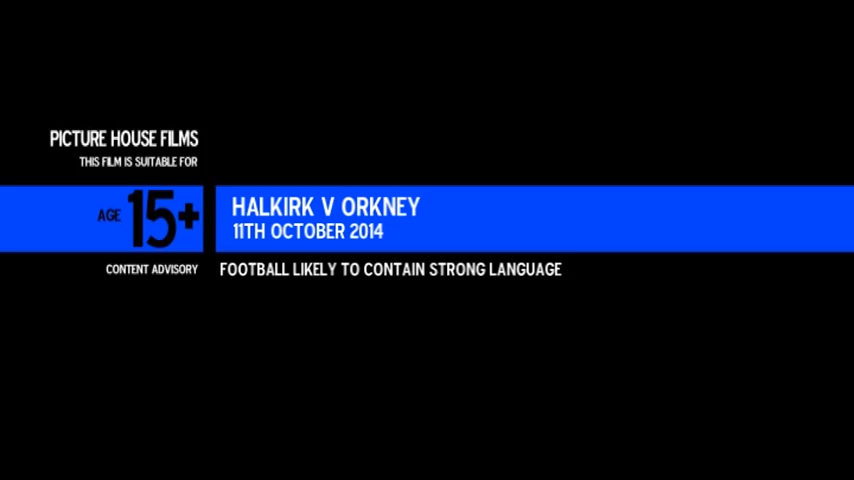 PICTURE HOUSE FILMS
THIS FILM IS SUITABLE FOR
AGE 15+
HALKIRK V ORKNEY
11TH OCTOBER 2014
CONTENT ADVISORY
FOOTBALL LIKELY TO CONTAIN STRONG LANGUAGE